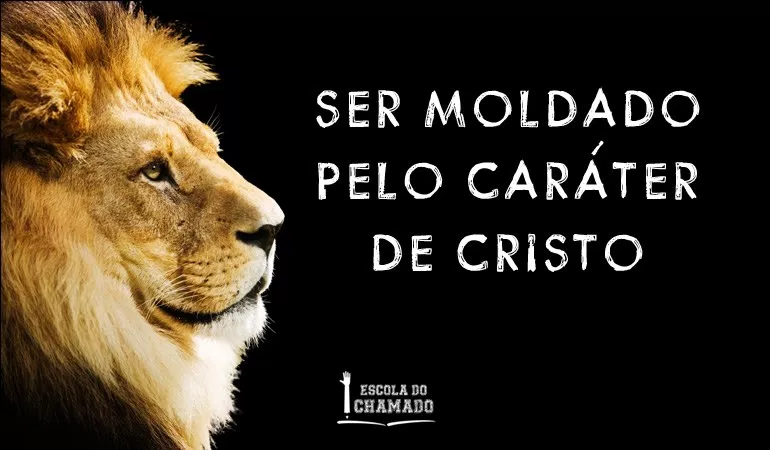 SER MOLDADO
PELO CARÁTER
DE CRISTO
ESCOLA DO
CHAMADO